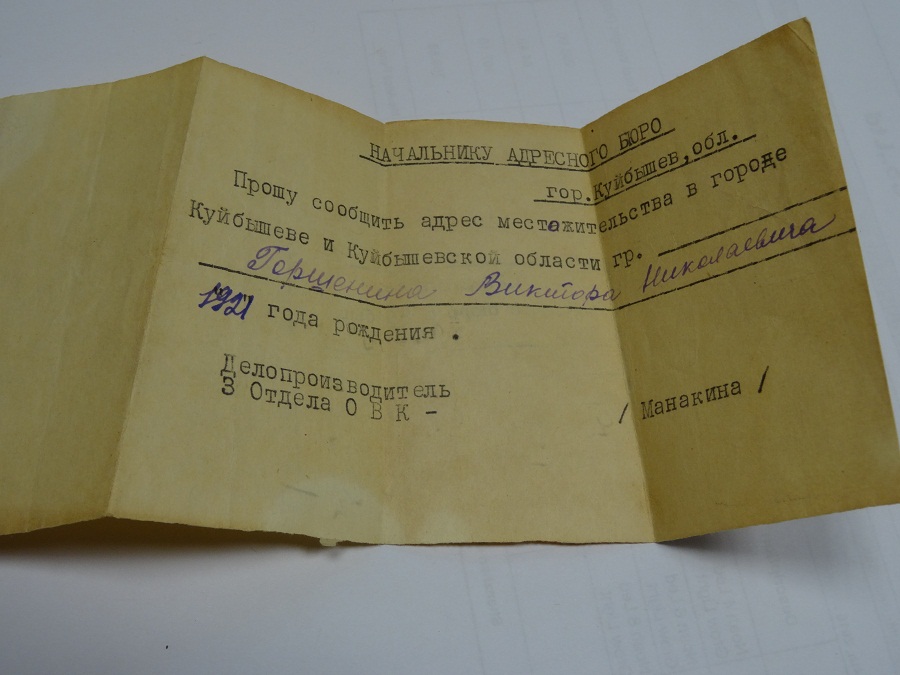 НАЧАЛЬНИКУ АДРЕСНОГО БЮРО
гор.Куйбышев, обл.
Прошу сообщить адрес местожительства в городе
Куйбышеве и Куйбышевской области гр.
Горшенина Виктора Николаевича
1921 года рождения .
Делопроизводитель
3 Отдела О В К -
/ Манакина /